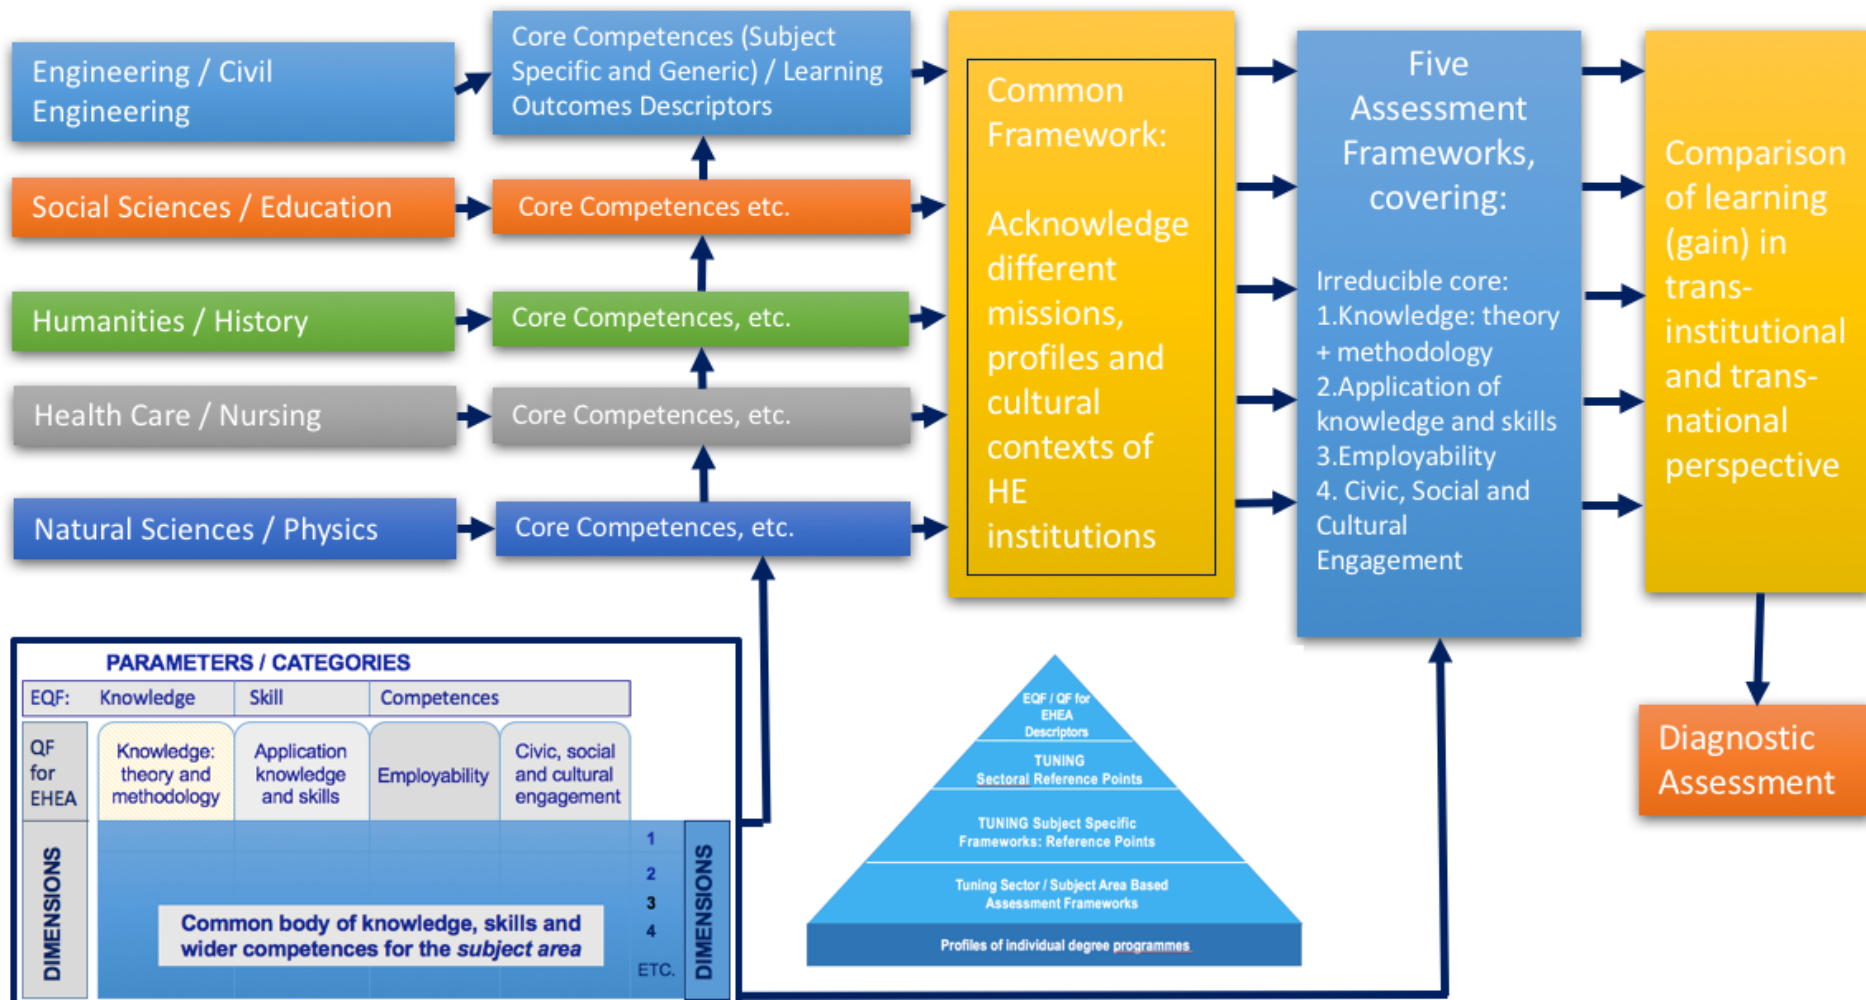 Engineering / Civil
Engineering
Core Competences (Subject
Specific and Generic) / Learning
Outcomes Descriptors
Social Sciences / Education
Core Competences etc.
Humanities / History
Core Competences, etc.
Health Care / Nursing
Core Competences, etc.
Natural Sciences / Physics
Core Competences, etc.
Common
Framework:
Acknowledge
different
missions,
profiles and
cultural
contexts of
HE
institutions
Five
Assessment
Frameworks,
covering:
Irreducible core:
1.Knowledge: theory
+ methodology
2.Application of
knowledge and skills
3.Employability
4. Civic, Social and
Cultural
Engagement
Comparison
of learning
(gain) in
trans-
institutional
and trans-
national
perspective
Diagnostic
Assessment
PARAMETERS / CATEGORIES
EQF: Knowledge Skill Competences
QF
for
EHEA
Knowledge:
theory and
methodology
Application
knowledge
and skills
Employability
Civic, social
and cultural
engagement
DIMENSIONS
1
2
3
4
ETC.
DIMENSIONS
Common body of knowledge, skills and
wider competences for the subject area
EQF / QF for
EHEA
Descriptors
TUNING
Sectoral Reference Points
TUNING Subject Specific
Frameworks: Reference Points
Tuning Sector / Subject Area Based
Assessment Frameworks
Profiles of individual degree programmes